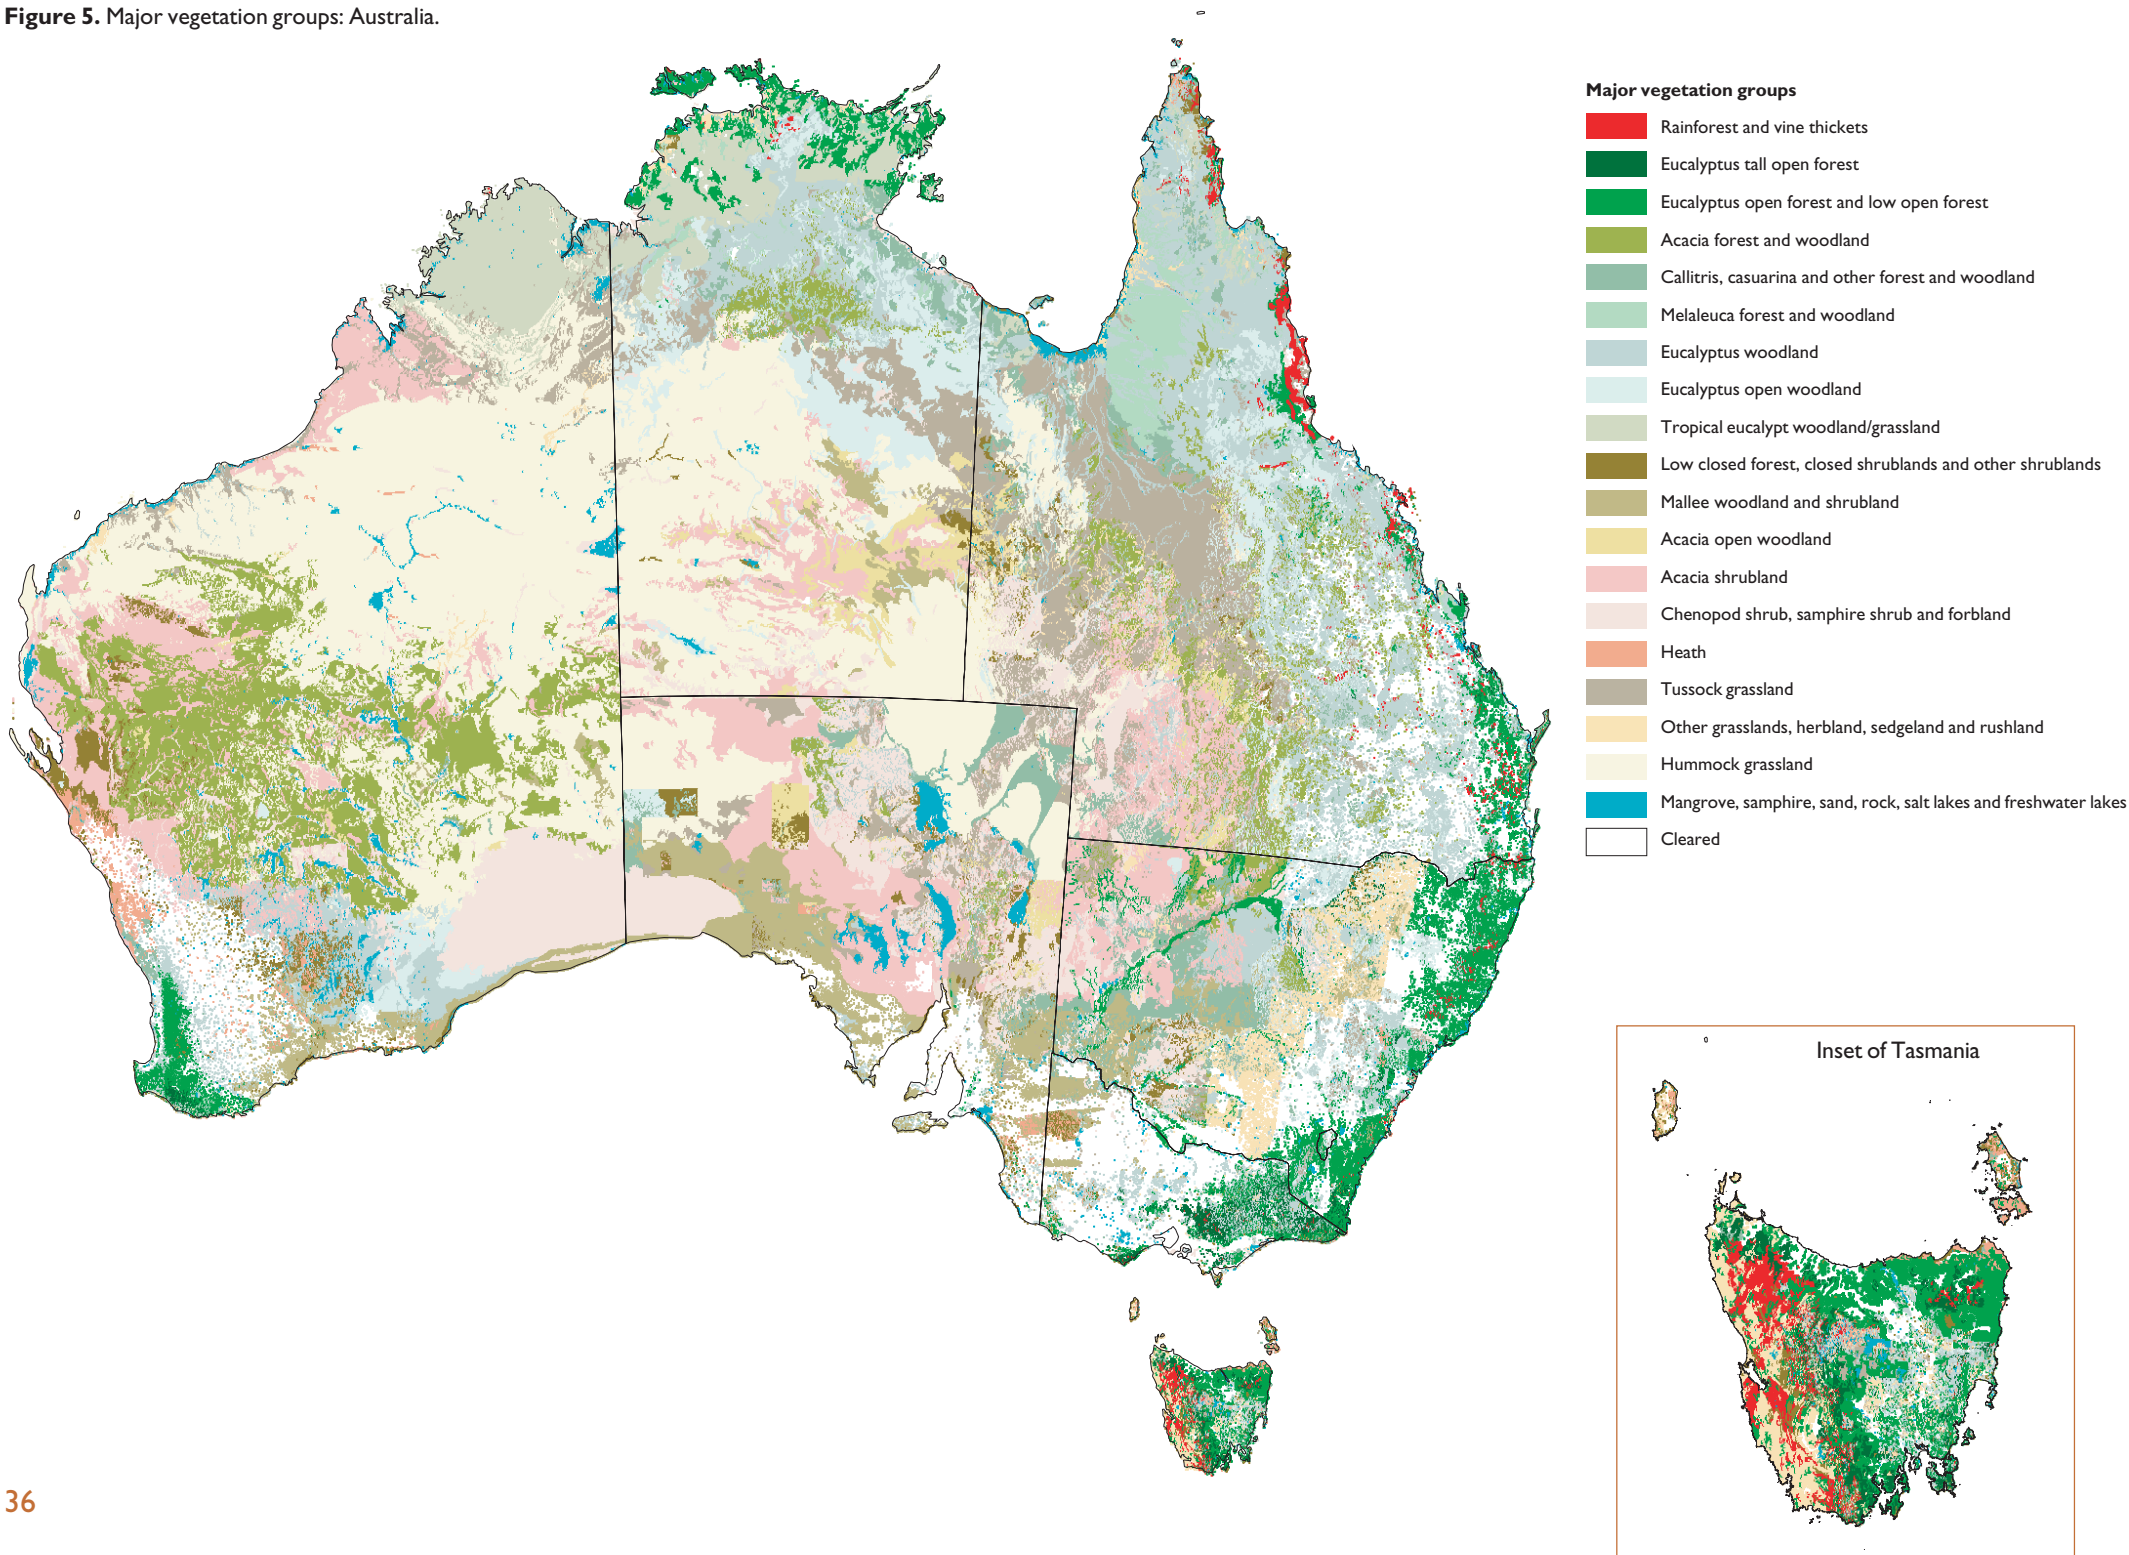 Figure 5. Major vegetation groups: Australia.
Major vegetation groups
Rainforest and vine thickets
Eucalyptus tall open forest
Eucalyptus open forest and low open forest
Acacia forest and woodland
Callitris, casuarina and other forest and woodland
Melaleuca forest and woodland
Eucalyptus woodland
Eucalyptus open woodland
Tropical eucalypt woodland/grassland
Low closed forest, closed shrublands and other shrublands
Mallee woodland and shrubland
Acacia open woodland
Acacia shrubland
Chenopod shrub, samphire shrub and forbland
Heath
Tussock grassland
Other grasslands, herbland, sedgeland and rushland
Hummock grassland
Mangrove, samphire, sand, rock, salt lakes and freshwater lakes
Cleared
Inset of Tasmania
36